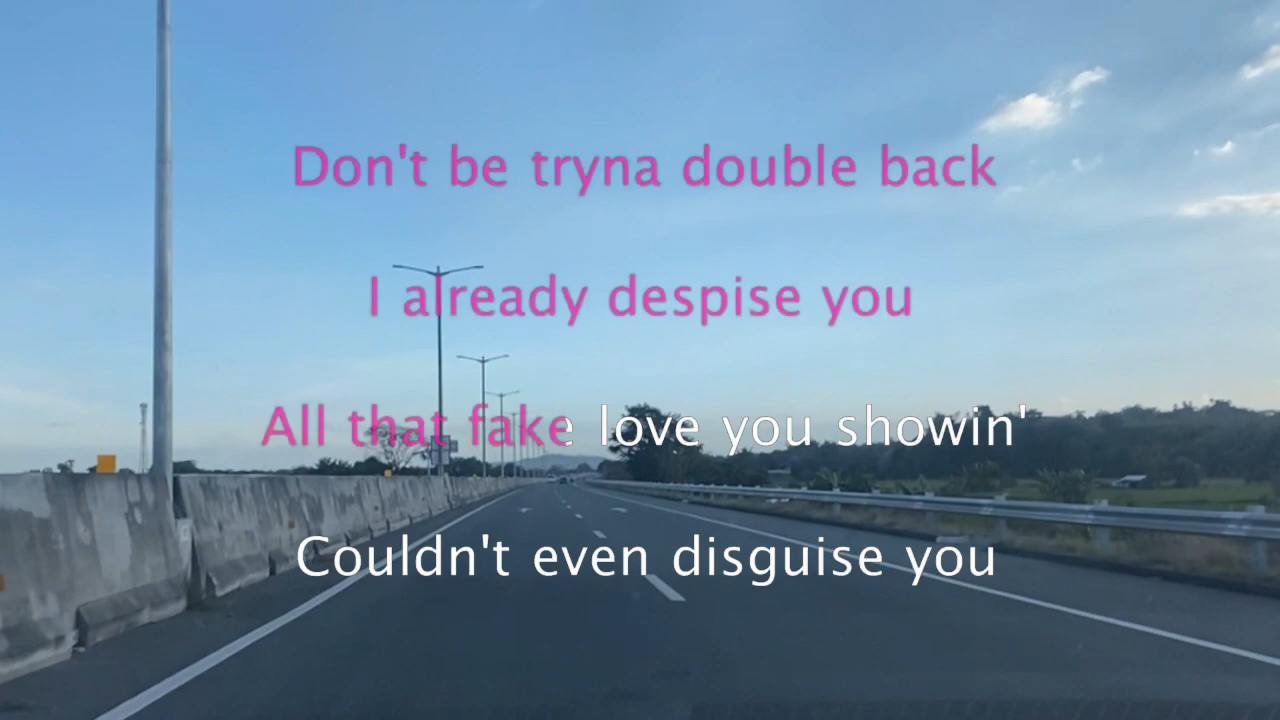 Don't be tryna double back
I already despise you
All that fake love you showin'
Couldn't even disguise you